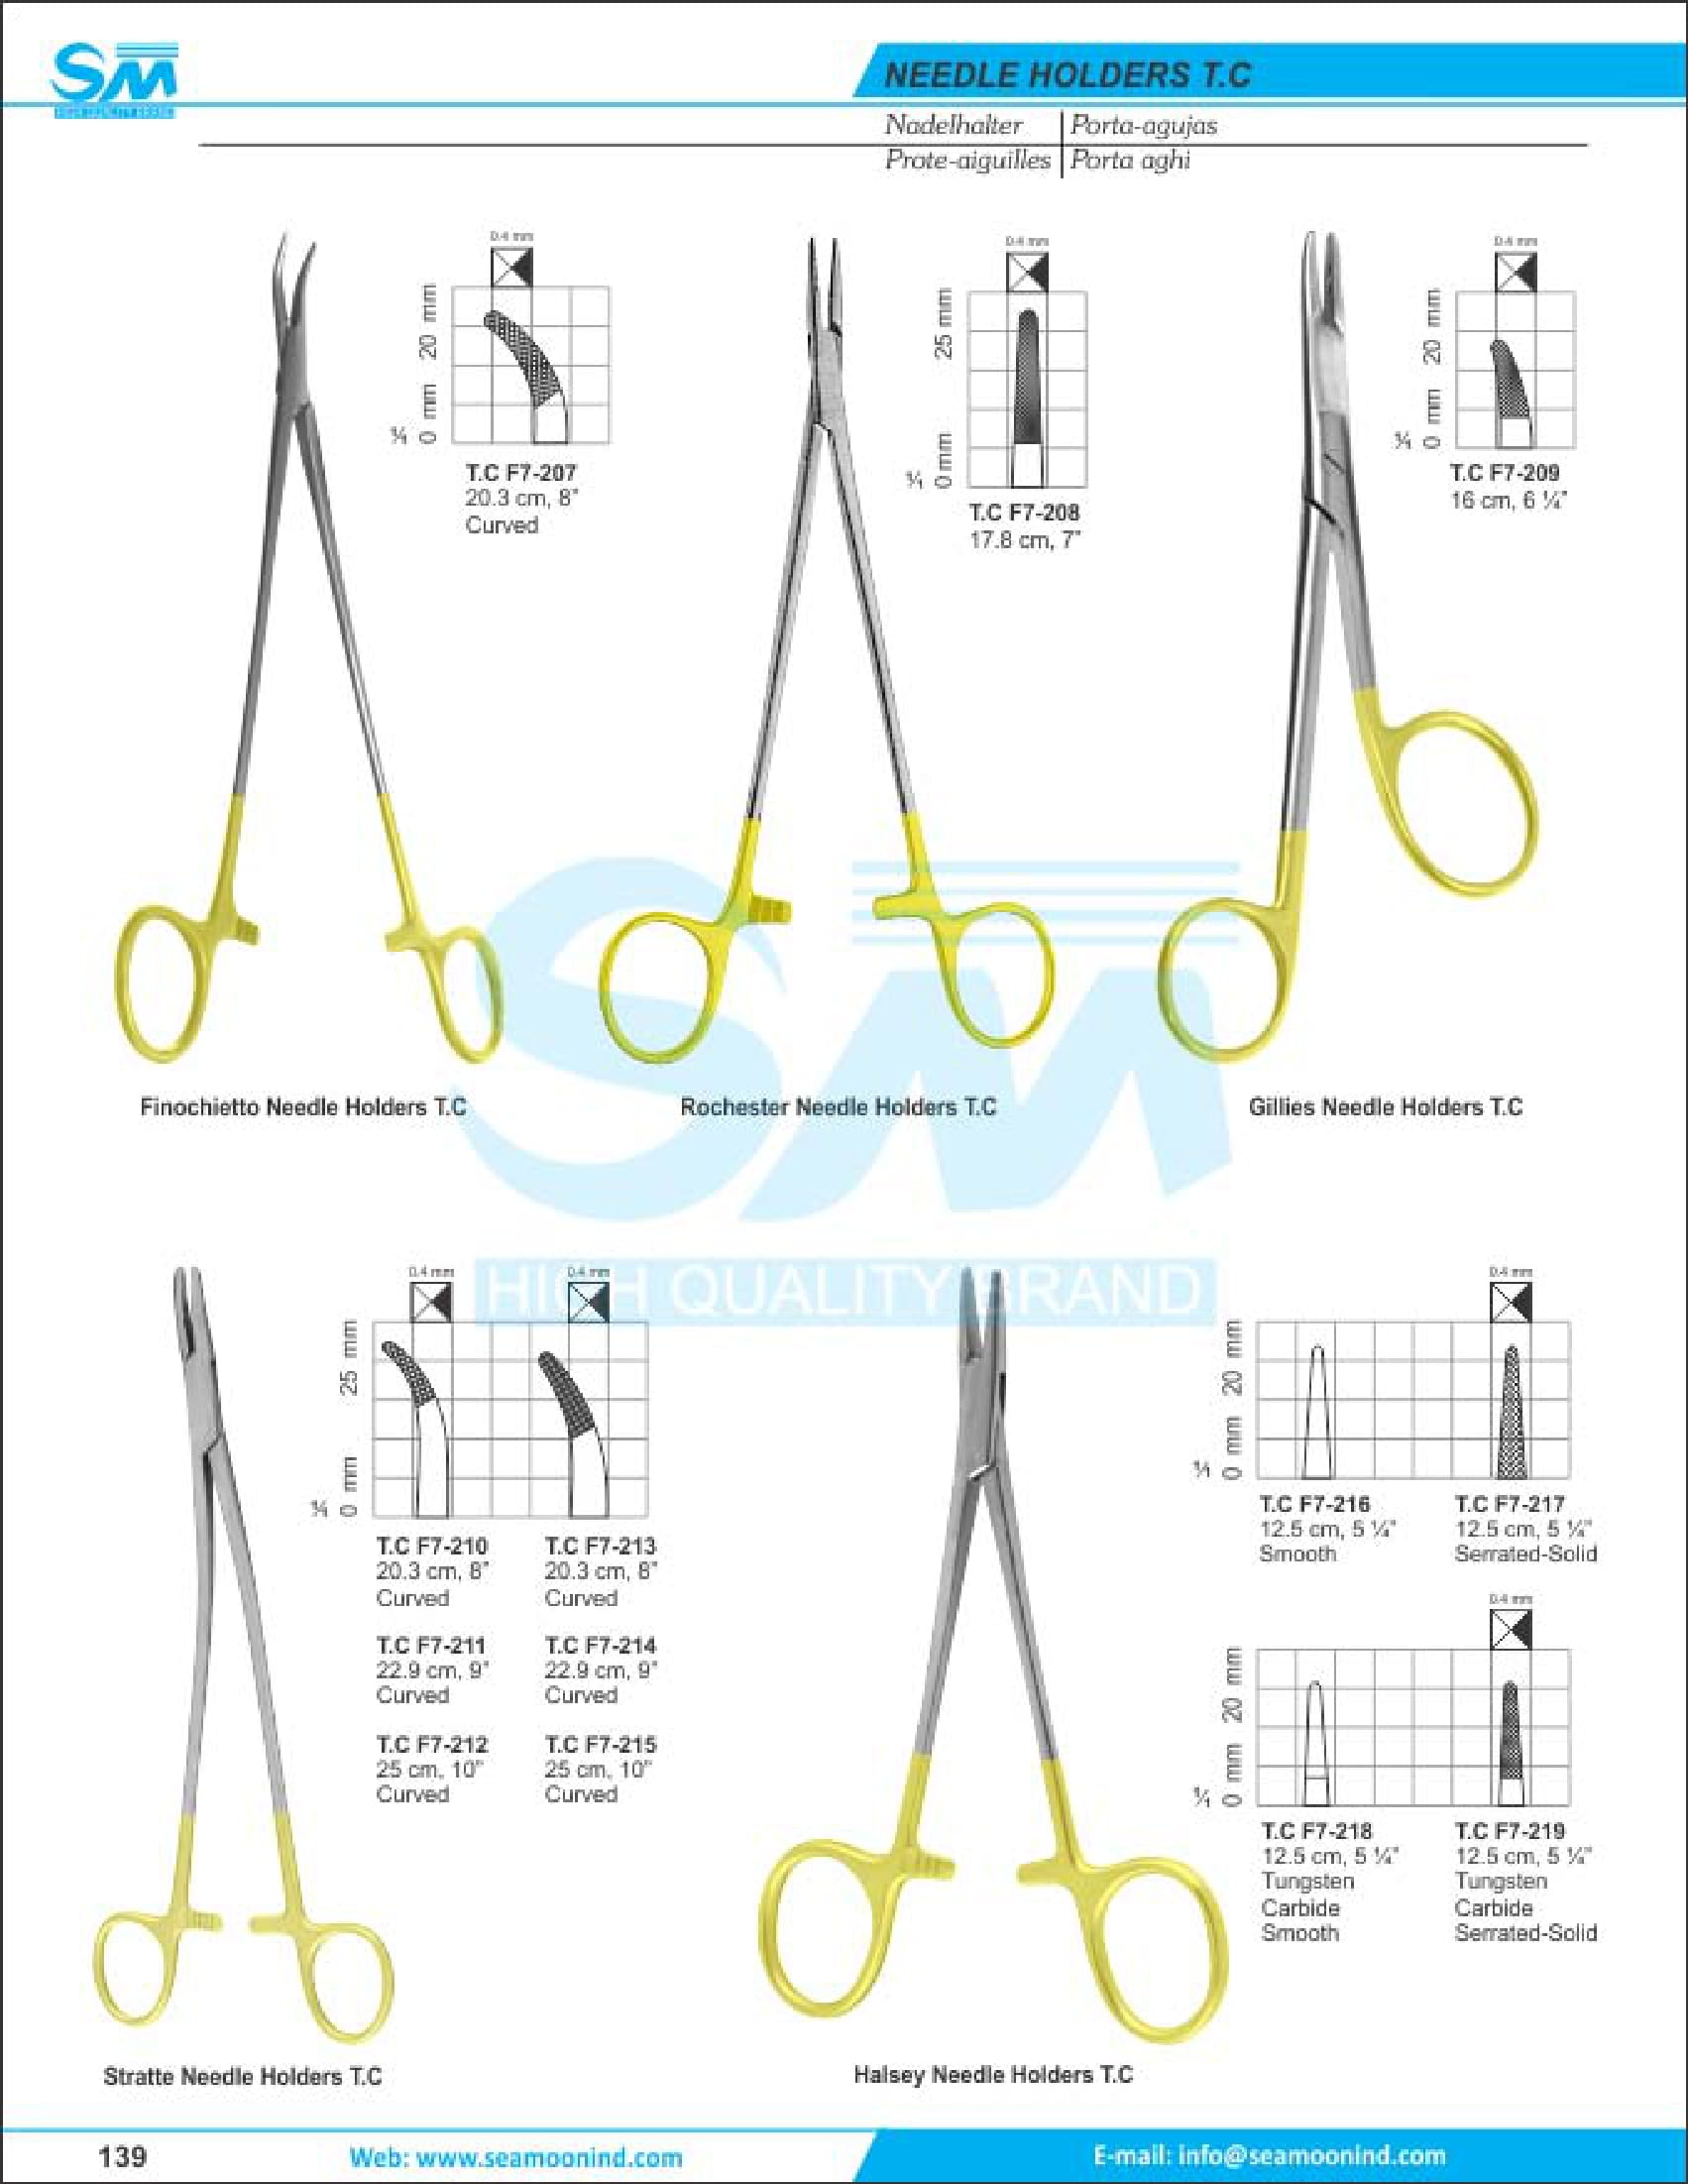 SM
NEEDLE HOLDERS T.C
Nadelhalter
Porta-agujas
Prote-aiguilles
Porta aghi
0.4 mm
20 mm
0 mm
¼
T.C F7-207
20.3 cm, 8"
Curved
0.4 mm
25 mm
0 mm
¼
T.C F7-208
17.8 cm, 7"
0.4 mm
20 mm
0 mm
¼
T.C F7-209
16 cm, 6 ¼"
Finochietto Needle Holders T.C
Rochester Needle Holders T.C
Gillies Needle Holders T.C
SM
HIGH QUALITY BRAND
0.4 mm
0.4 mm
25 mm
0 mm
¼
T.C F7-210
20.3 cm, 8"
Curved
T.C F7-213
20.3 cm, 8"
Curved
T.C F7-211
22.9 cm, 9"
Curved
T.C F7-214
22.9 cm, 9"
Curved
T.C F7-212
25 cm, 10"
Curved
T.C F7-215
25 cm, 10"
Curved
0.4 mm
20 mm
0 mm
T.C F7-216
12.5 cm, 5 ¼"
Smooth
T.C F7-217
12.5 cm, 5 ¼"
Serrated-Solid
0.4 mm
20 mm
0 mm
T.C F7-218
12.5 cm, 5 ¼"
Tungsten
Carbide
Smooth
T.C F7-219
12.5 cm, 5 ¼"
Tungsten
Carbide
Serrated-Solid
Stratte Needle Holders T.C
Halsey Needle Holders T.C
139
Web: www.seamoonind.com
E-mail: info@seamoonind.com